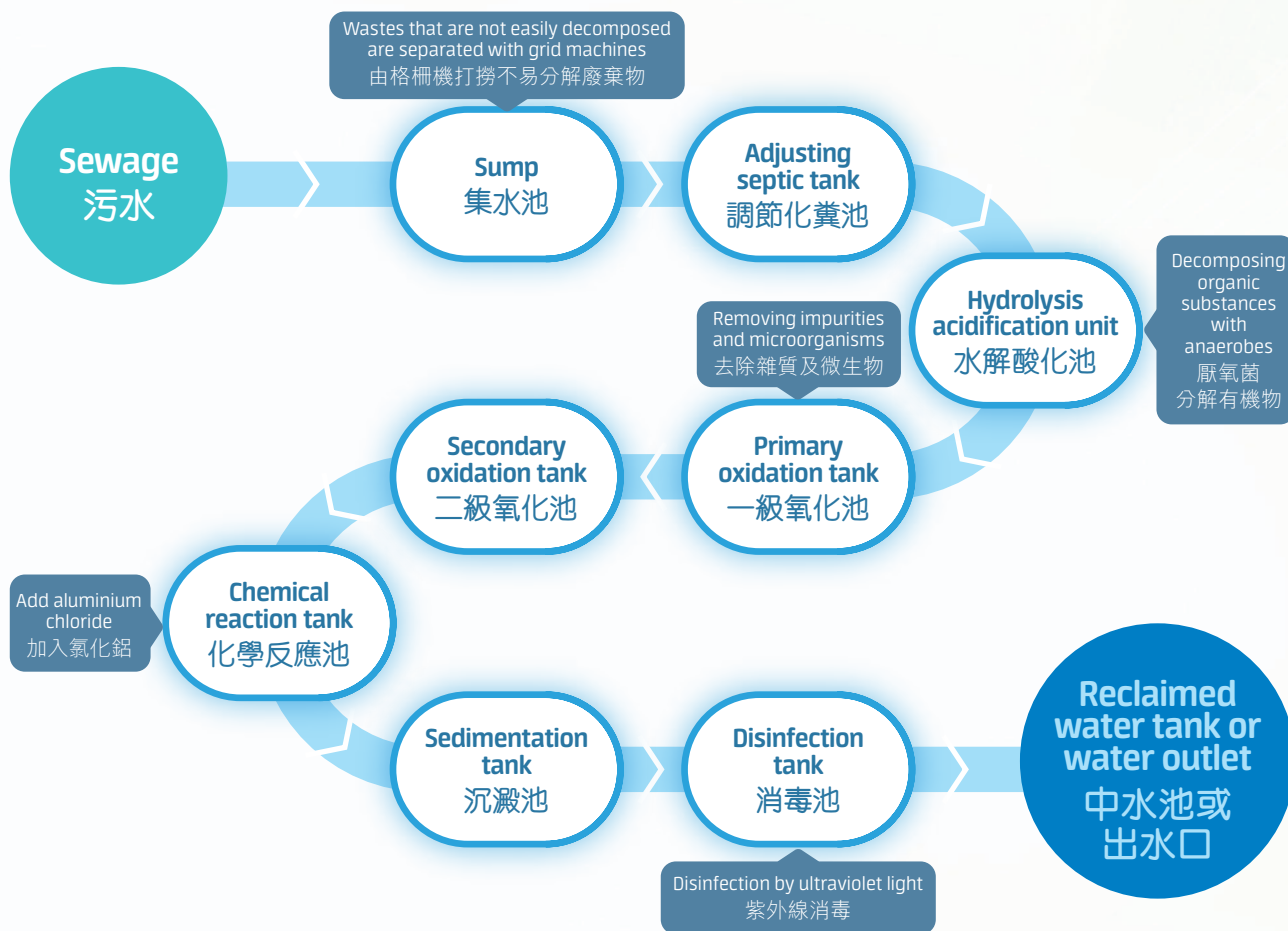 Wastes that are not easily decomposed
are separated with grid machines
由格柵機打撈不易分解廢棄物
Sewage
污水
Sump
集水池
Adjusting
septic tank
調節化糞池
Hydrolysis
acidification unit
水解酸化池
Decomposing
organic
substances
with
anaerobes
厭氧菌
分解有機物
Removing impurities
and microorganisms
去除雜質及微生物
Primary
oxidation tank
一級氧化池
Secondary
oxidation tank
二級氧化池
Chemical
reaction tank
化學反應池
Add aluminium
chloride
加入氯化鋁
Sedimentation
tank
沉澱池
Disinfection
tank
消毒池
Disinfection by ultraviolet light
紫外線消毒
Reclaimed
water tank or
water outlet
中水池或
出水口